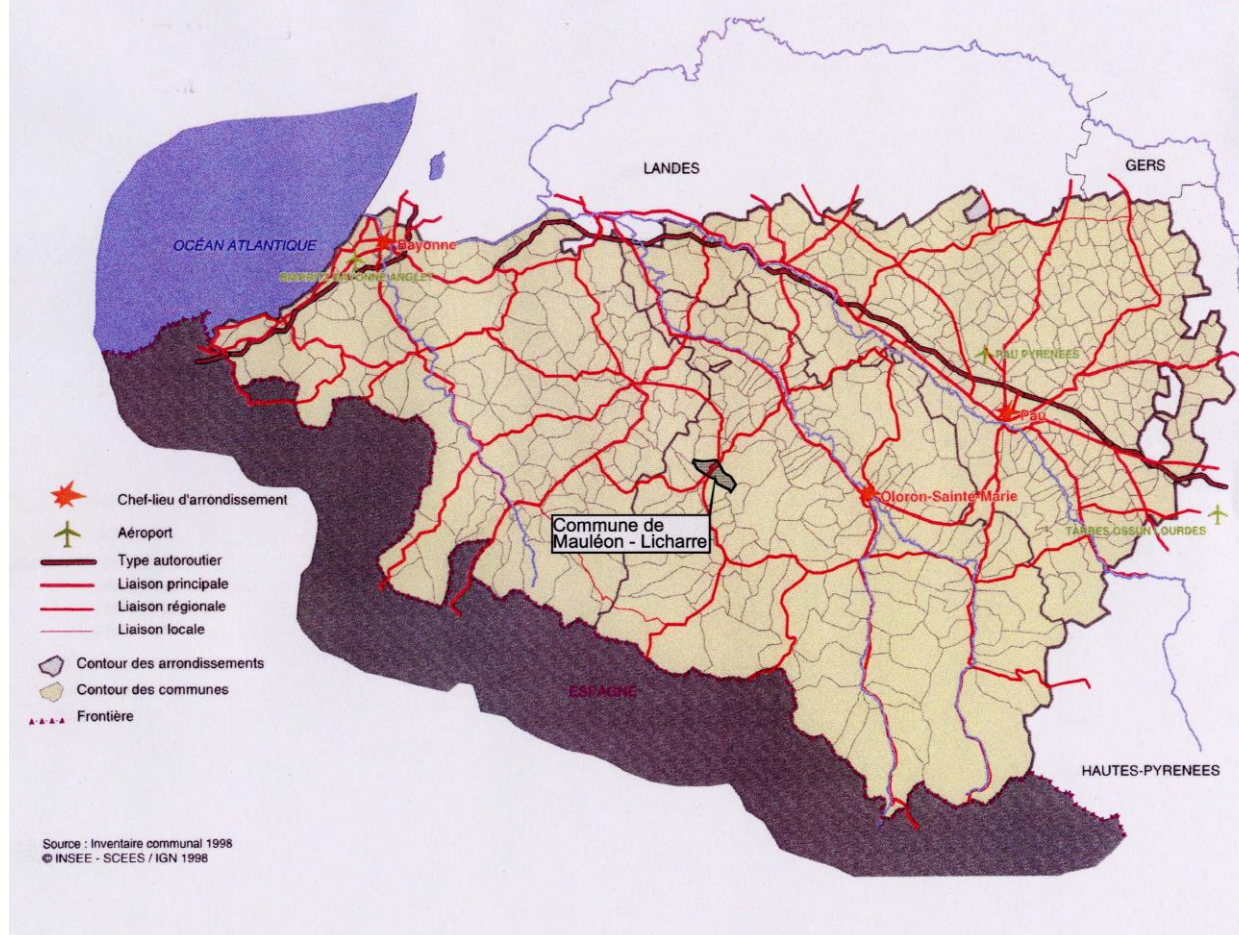 LANDES
GERS
OCÉAN ATLANTIQUE
Bayonne
BIARRITZ-BAYONNE-ANGLET
PAU PYRENEES
Pau
Oloron-Sainte-Marie
Commune de
Mauléon - Licharre
TARBES OSSUN LOURDES
ESPAGNE
HAUTES-PYRENEES
Chef-lieu d'arrondissement
Aéroport
Type autoroutier
Liaison principale
Liaison régionale
Liaison locale
Contour des arrondissements
Contour des communes
Frontière
Source : Inventaire communal 1998
© INSEE - SCEES / IGN 1998